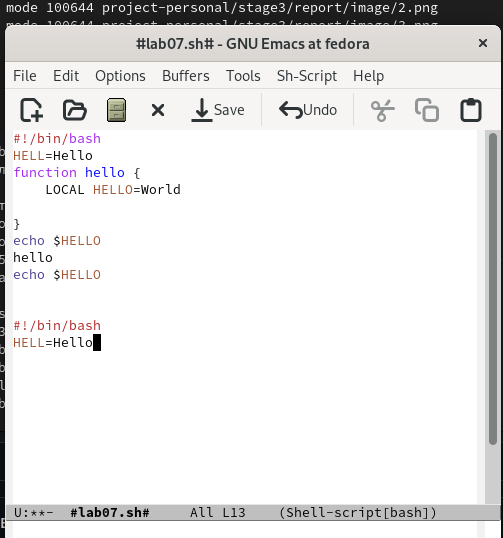 mode 100644 project-personal/stage3/report/image/2.png
mode 100644 project-personal/stage3/report/image/3.png
#lab07.sh# - GNU Emacs at fedora
File Edit Options Buffers Tools Sh-Script Help
Save Undo
#!/bin/bash
HELL=Hello
function hello {
    LOCAL HELLO=World
}
echo $HELLO
hello
echo $HELLO
#!/bin/bash
HELL=Hello
U:**-  #lab07.sh#     All L13    (Shell-script[bash])